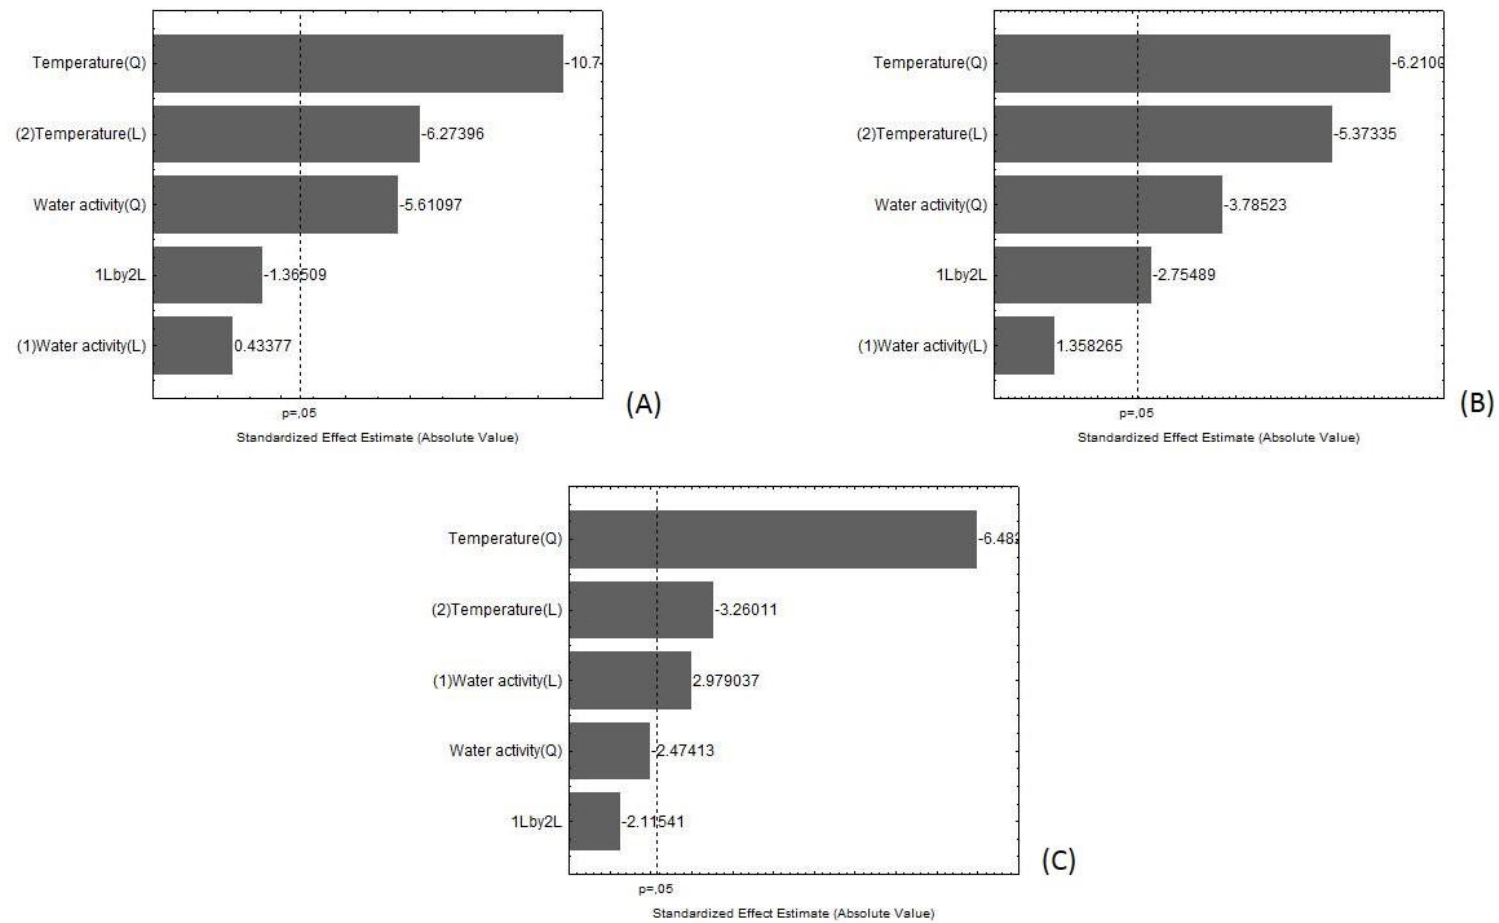 Temperature(Q)
-10.7
(2)Temperature(L)
-6.27396
Water activity(Q)
-5.61097
1Lby2L
-1.36509
(1)Water activity(L)
0.43377
p=,05
Standardized Effect Estimate (Absolute Value)
(A)
Temperature(Q)
-6.210
(2)Temperature(L)
-5.37335
Water activity(Q)
-3.78523
1Lby2L
-2.75489
(1)Water activity(L)
1.358265
p=,05
Standardized Effect Estimate (Absolute Value)
(B)
Temperature(Q)
-6.48
(2)Temperature(L)
-3.26011
(1)Water activity(L)
2.979037
Water activity(Q)
-2.47413
1Lby2L
-2.11541
p=,05
Standardized Effect Estimate (Absolute Value)
(C)